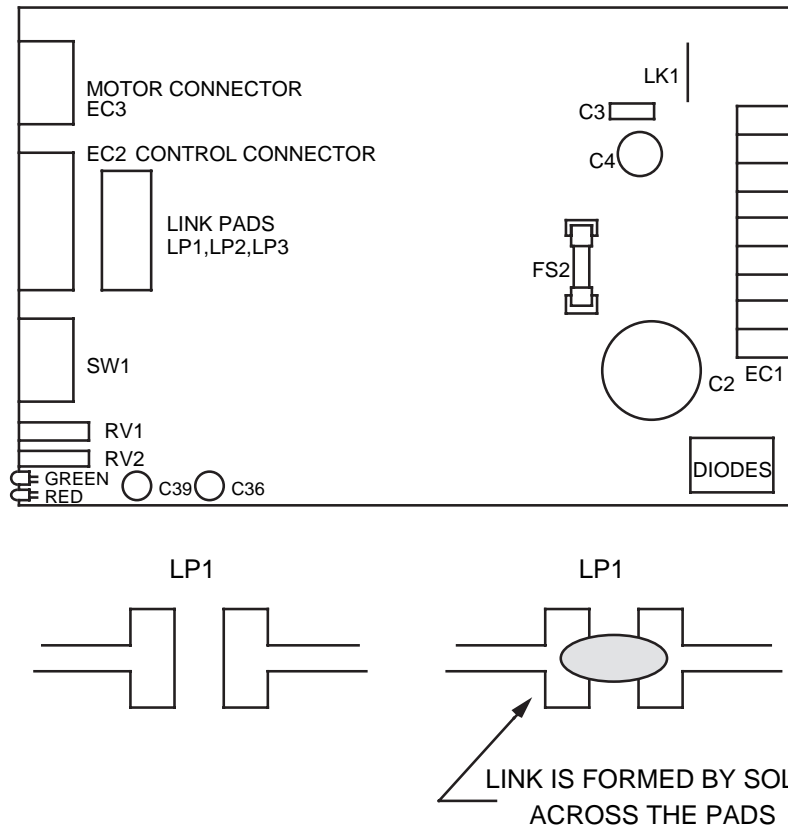 MOTOR CONNECTOR
EC3
EC2 CONTROL CONNECTOR
LINK PADS
LP1,LP2,LP3
SW1
RV1
RV2
GREEN
RED
C39
C36
LK1
C3
C4
FS2
C2
EC1
DIODES
LP1
LP1
LINK IS FORMED BY SOL
ACROSS THE PADS